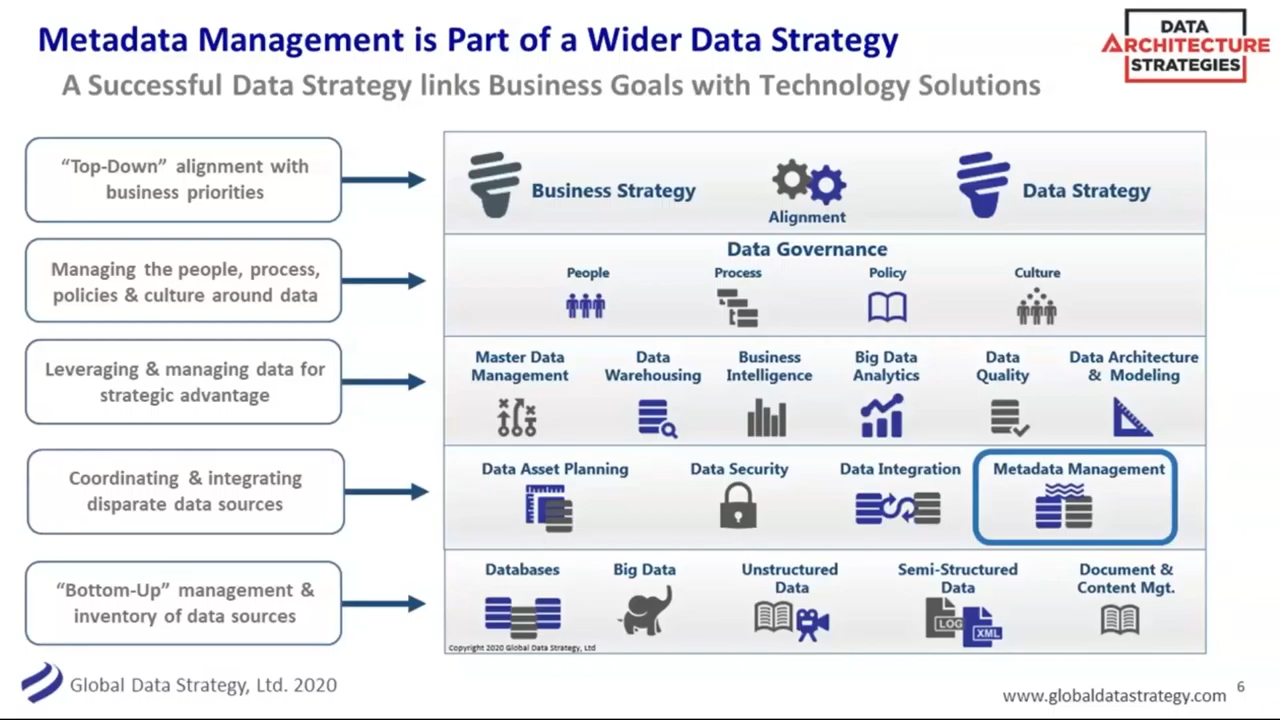 Metadata Management is Part of a Wider Data Strategy
DATA
ARCHITECTURE
STRATEGIES
A Successful Data Strategy links Business Goals with Technology Solutions
“Top-Down” alignment with
business priorities
Business Strategy
Alignment
Data Strategy
Managing the people, process,
policies & culture around data
Data Governance
People
Process
Policy
Culture
Leveraging & managing data for
strategic advantage
Master Data
Management
Data
Warehousing
Business
Intelligence
Big Data
Analytics
Data
Quality
Data Architecture
& Modeling
Coordinating & integrating
disparate data sources
Data Asset Planning
Data Security
Data Integration
Metadata Management
“Bottom-Up” management &
inventory of data sources
Databases
Big Data
Unstructured
Data
Semi-Structured
Data
LOG
XML
Document &
Content Mgt.
Copyright 2020 Global Data Strategy, Ltd
Global Data Strategy, Ltd. 2020
www.globaldatastrategy.com
6